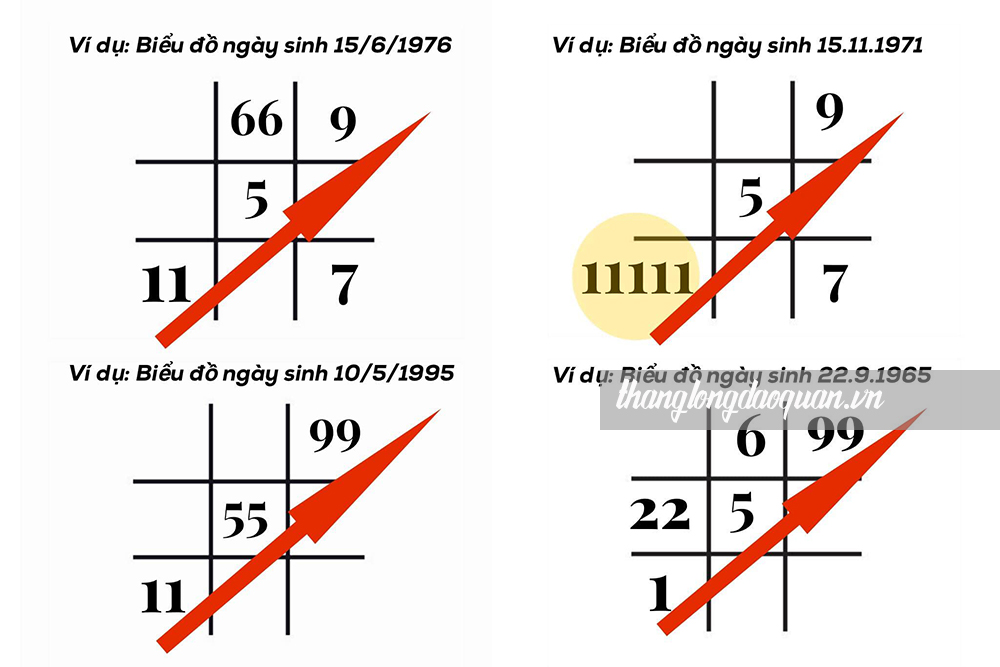 Ví dụ: Biểu đồ ngày sinh 15/6/1976
66 9
5
11 7
Ví dụ: Biểu đồ ngày sinh 15.11.1971
9
5
11111 7
Ví dụ: Biểu đồ ngày sinh 10/5/1995
99
55
11
Ví dụ: Biểu đồ ngày sinh 22.9.1965
thanglongdaoquan.vn
6 99
22 5
1